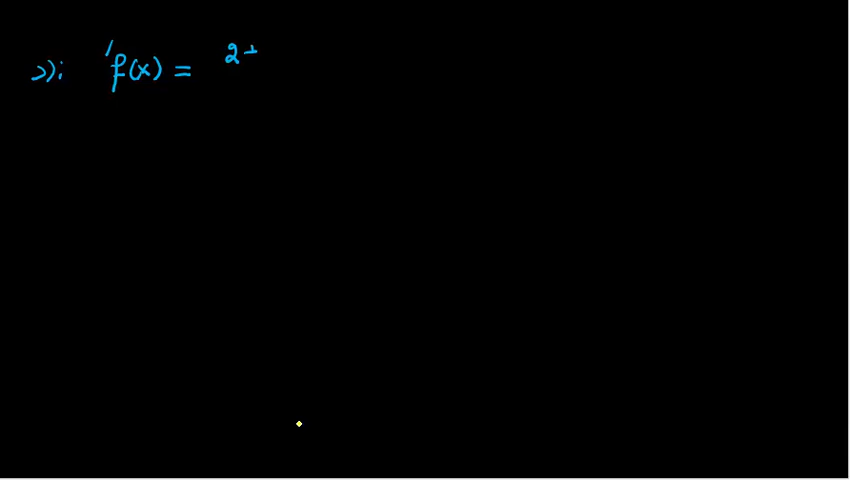 f(x) = 2+